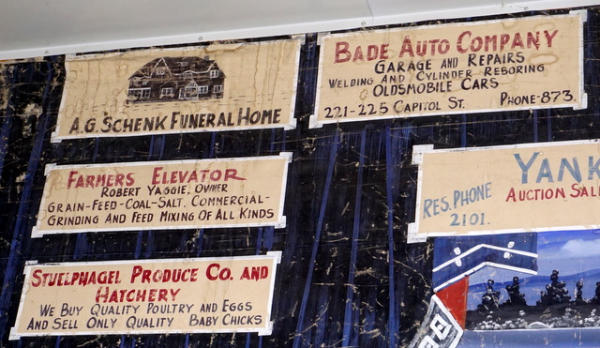 A.G. Schenk Funeral Home
Bade Auto Company
Garage and Repairs
Welding and Cylinder Reboring
Oldsmobile Cars
221-225 Capitol St. Phone-873.
Farmers Elevator
Robert Yaggie, Owner
Grain-Feed-Coal-Salt, Commercial-
Grinding and Feed Mixing of All Kinds
Yank
Res. Phone
2101.
Auction Sal
Stuelphagel Produce Co. and
Hatchery
We Buy Quality Poultry and Eggs
And Sell Only Quality Baby Chicks